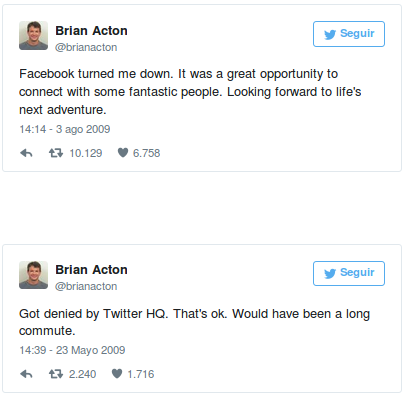 Brian Acton
@brianacton
Seguir
Facebook turned me down. It was a great opportunity to
connect with some fantastic people. Looking forward to life's
next adventure.
14:14 - 3 ago 2009
10.129 6.758
Brian Acton
@brianacton
Seguir
Got denied by Twitter HQ. That's ok. Would have been a long
commute.
14:39 - 23 Mayo 2009
2.240 1.716